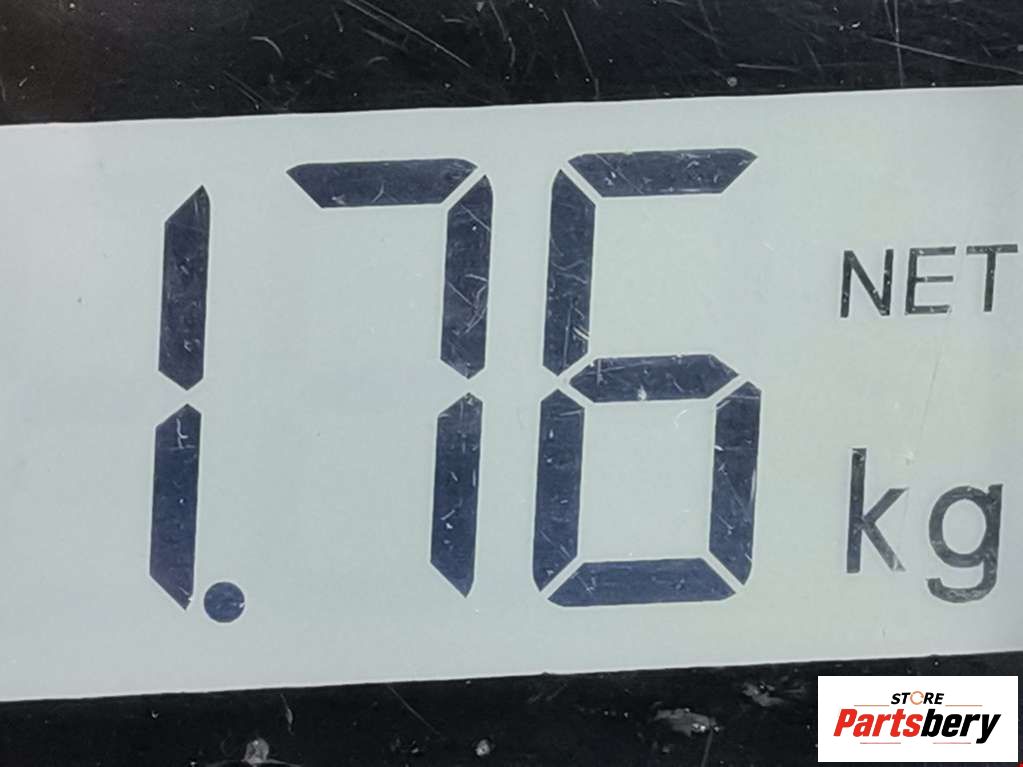 1.76
NET
kg
STORE
Partsbery